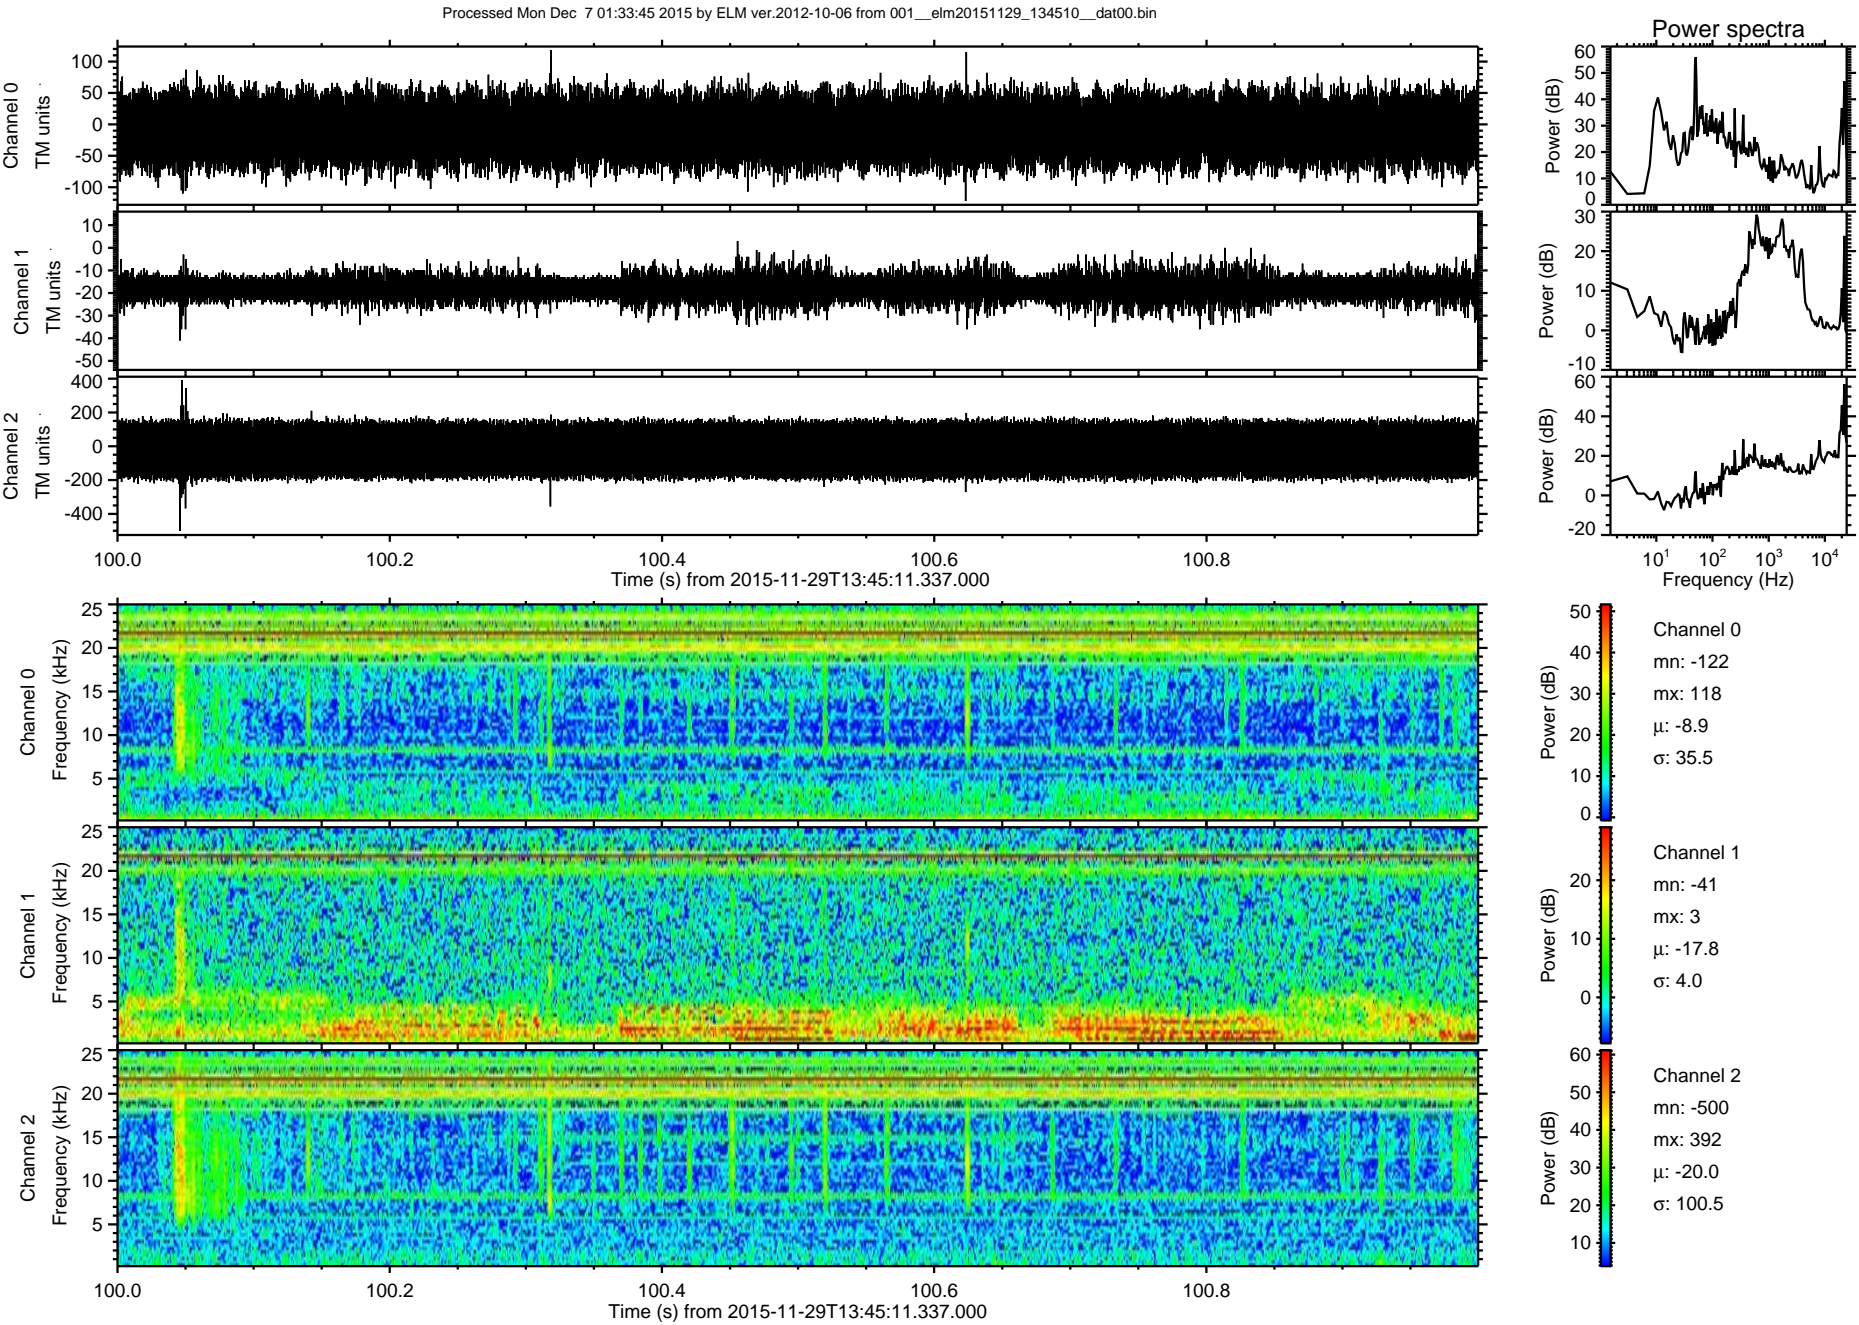 Processed Mon Dec 7 01:33:45 2015 by ELM ver.2012-10-06 from 001__elm20151129_134510__dat00.bin
Power spectra
Channel 0
TM units
100
50
0
-50
-100
Power (dB)
60
50
40
30
20
10
0
Channel 1
TM units
10
0
-10
-20
-30
-40
-50
Power (dB)
30
20
10
0
-10
Channel 2
TM units
400
200
0
-200
-400
Power (dB)
60
40
20
0
-20
100.0 100.2 100.4 100.6 100.8
Time (s) from 2015-11-29T13:45:11.337.000
10^1 10^2 10^3 10^4
Frequency (Hz)
Channel 0
Frequency (kHz)
25
20
15
10
5
Power (dB)
50
40
30
20
10
0
Channel 0
mn: -122
mx: 118
μ: -8.9
σ: 35.5
Channel 1
Frequency (kHz)
25
20
15
10
5
Power (dB)
20
10
0
Channel 1
mn: -41
mx: 3
μ: -17.8
σ: 4.0
Channel 2
Frequency (kHz)
25
20
15
10
5
Power (dB)
60
50
40
30
20
10
Channel 2
mn: -500
mx: 392
μ: -20.0
σ: 100.5
100.0 100.2 100.4 100.6 100.8
Time (s) from 2015-11-29T13:45:11.337.000